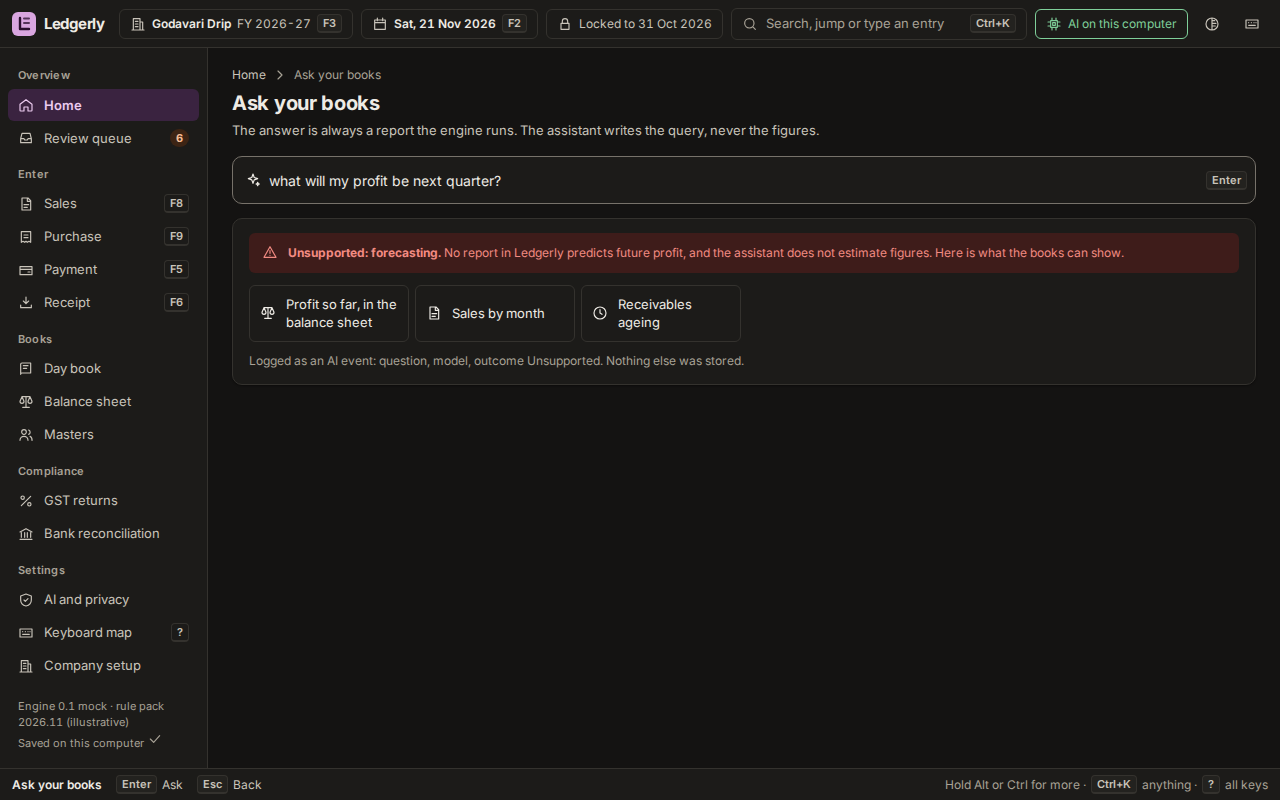 Ledgerly
Godavari Drip FY 2026-27 F3
Sat, 21 Nov 2026 F2
Locked to 31 Oct 2026
Search, jump or type an entry Ctrl+K
AI on this computer
Overview
Home
Review queue 6
Enter
Sales F8
Purchase F9
Payment F5
Receipt F6
Books
Day book
Balance sheet
Masters
Compliance
GST returns
Bank reconciliation
Settings
AI and privacy
Keyboard map ?
Company setup
Engine 0.1 mock · rule pack
2026.11 (illustrative)
Saved on this computer
Home Ask your books
Ask your books
The answer is always a report the engine runs. The assistant writes the query, never the figures.
what will my profit be next quarter? Enter
Unsupported: forecasting. No report in Ledgerly predicts future profit, and the assistant does not estimate figures. Here is what the books can show.
Profit so far, in the
balance sheet
Sales by month
Receivables
ageing
Logged as an AI event: question, model, outcome Unsupported. Nothing else was stored.
Ask your books Enter Ask Esc Back
Hold Alt or Ctrl for more · Ctrl+K anything · ? all keys